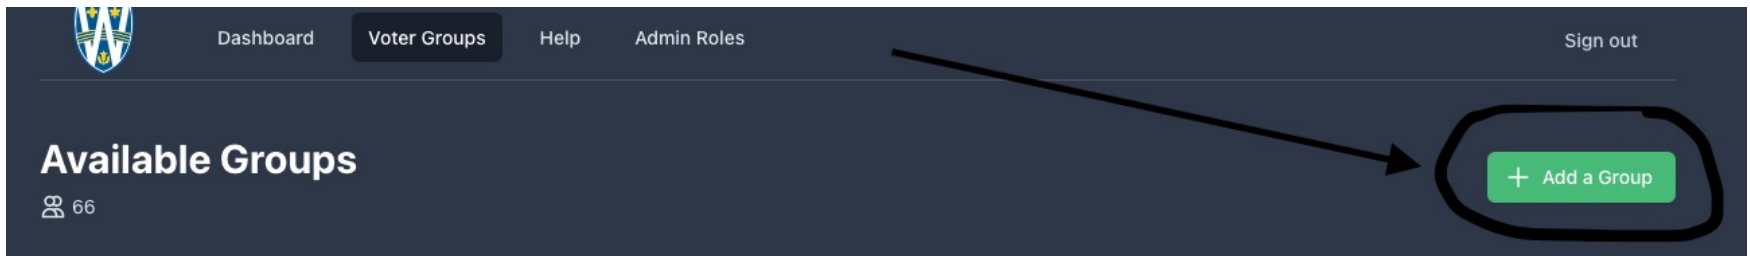 Dashboard Voter Groups Help Admin Roles Sign out
Available Groups
66
+ Add a Group